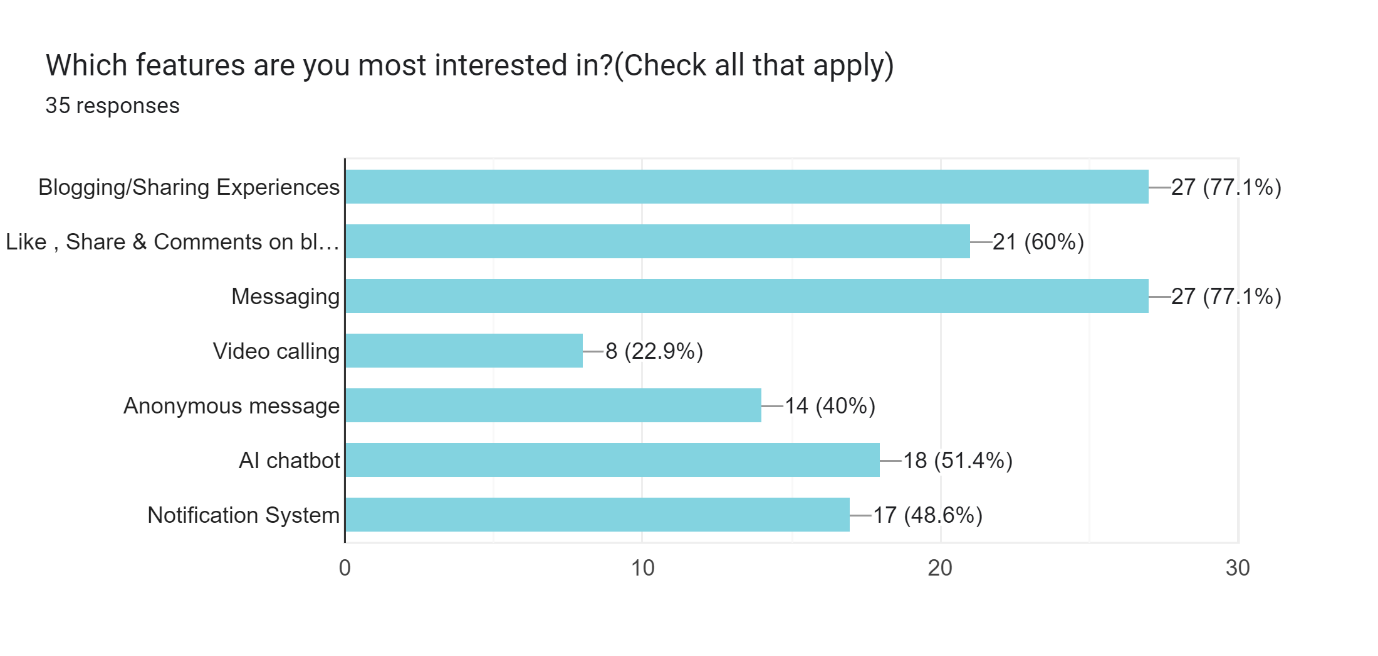 Which features are you most interested in?(Check all that apply)
35 responses
Blogging/Sharing Experiences
27 (77.1%)
Like , Share & Comments on bl…
21 (60%)
Messaging
27 (77.1%)
Video calling
8 (22.9%)
Anonymous message
14 (40%)
AI chatbot
18 (51.4%)
Notification System
17 (48.6%)
0
10
20
30